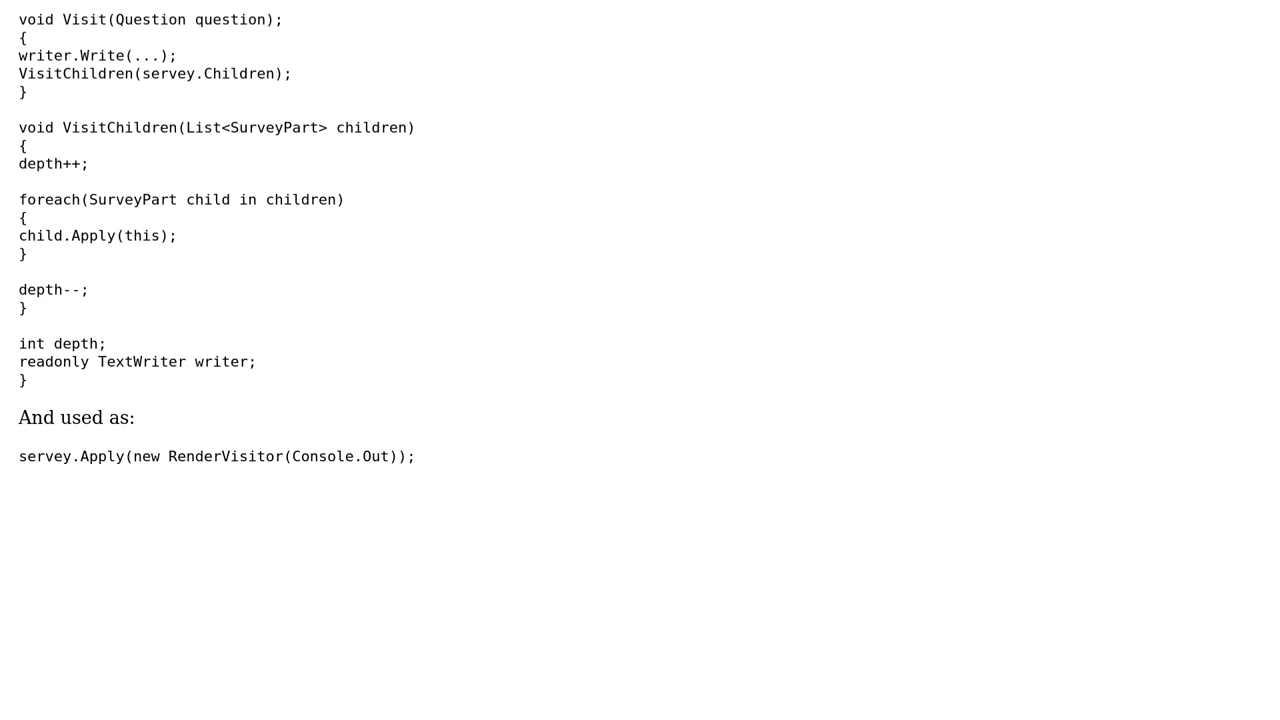 void Visit(Question question);
{
writer.Write(...);
VisitChildren(servey.Children);
}
void VisitChildren(List<SurveyPart> children)
{
depth++;
foreach(SurveyPart child in children)
{
child.Apply(this);
}
depth--;
}
int depth;
readonly TextWriter writer;
}
And used as:
servey.Apply(new RenderVisitor(Console.Out));